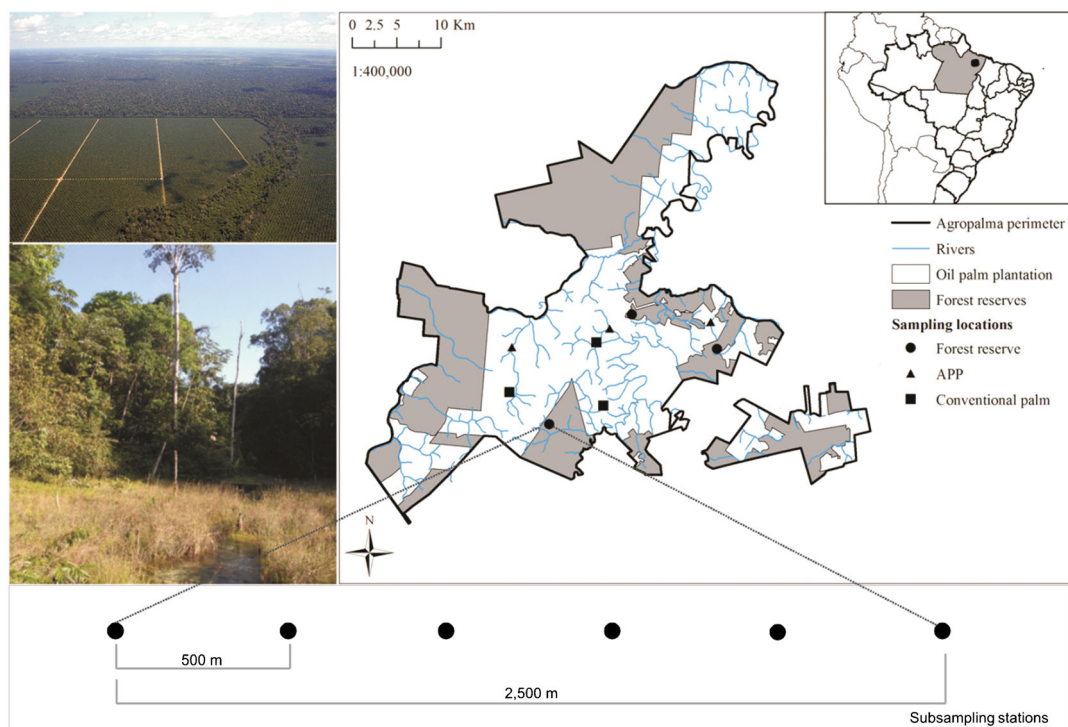 0 2.5 5 10 Km
1:400,000
Agropalma perimeter
Rivers
Oil palm plantation
Forest reserves
Sampling locations
Forest reserve
APP
Conventional palm
N
500 m
2,500 m
Subsampling stations